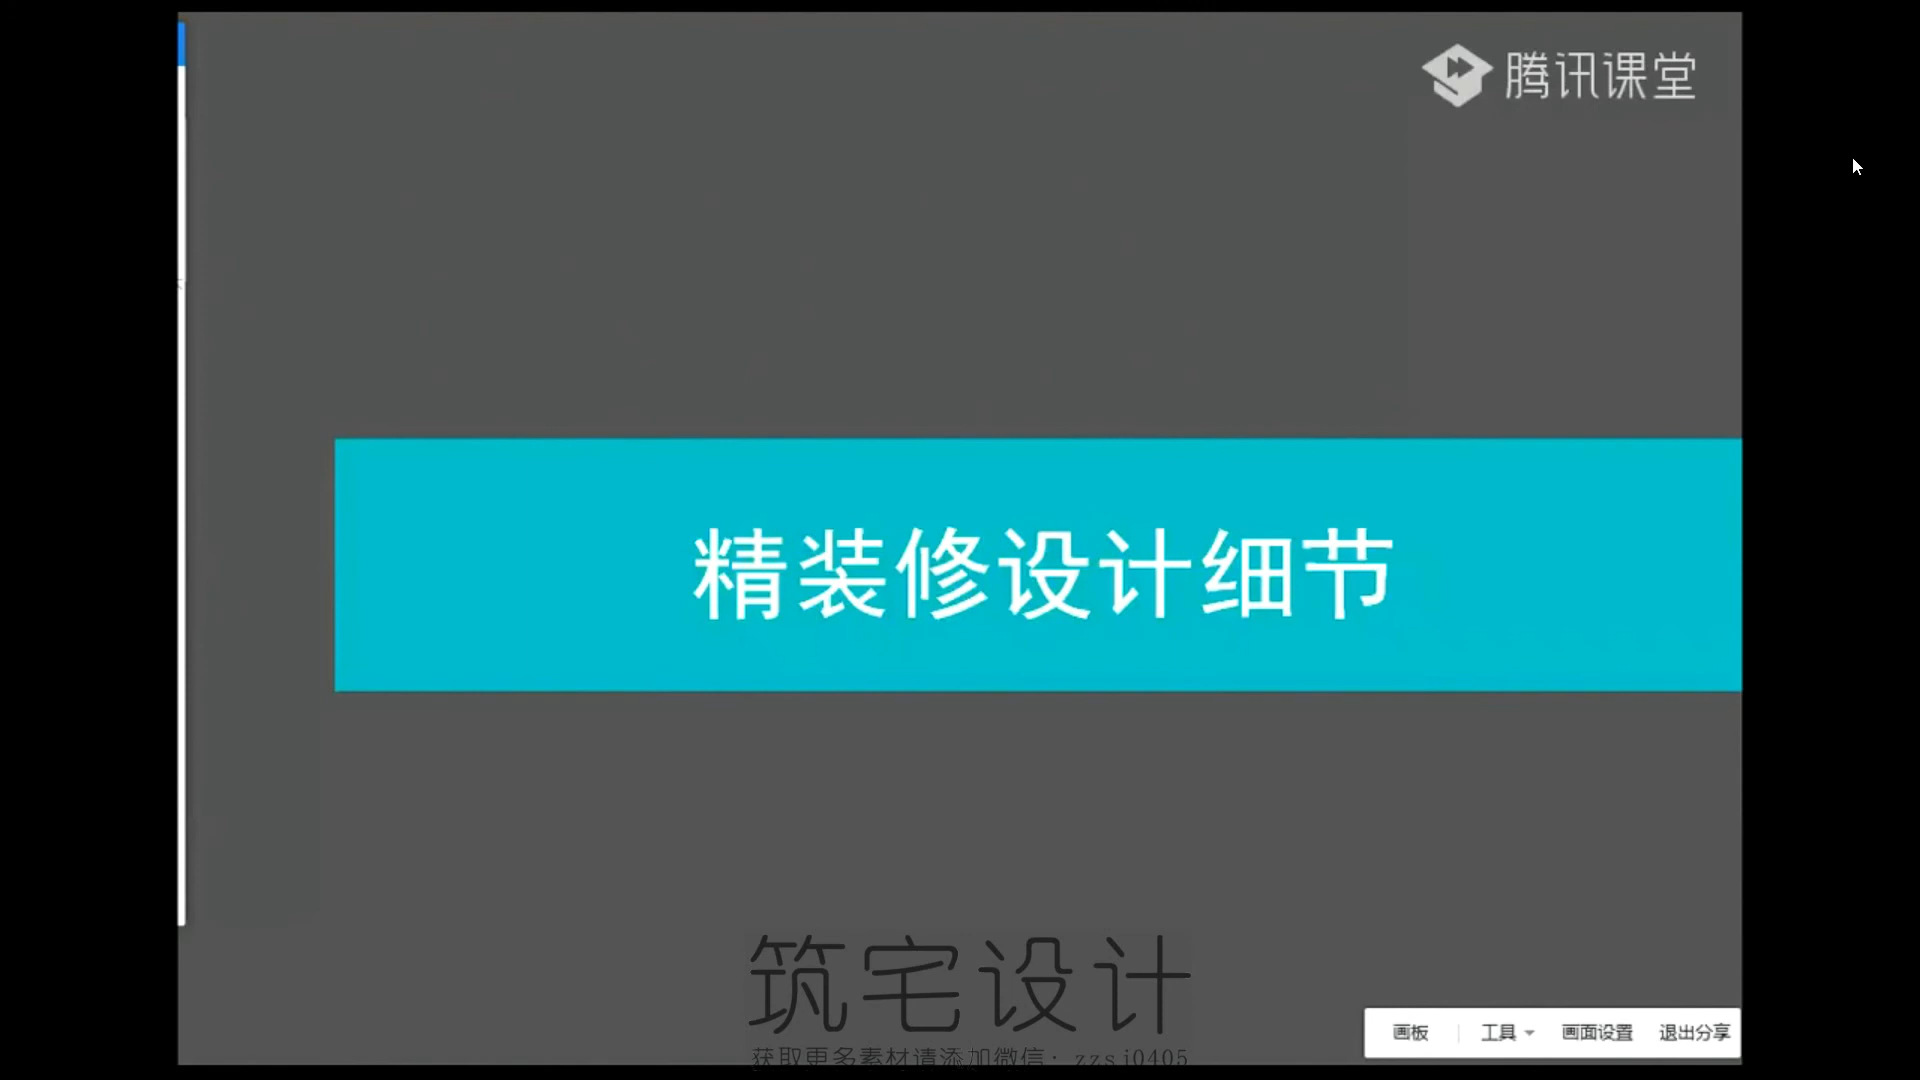 腾讯课堂
精装修设计细节
筑宅设计
获取更多素材请添加微信：zzsj0405
画板 工具 画面设置 退出分享